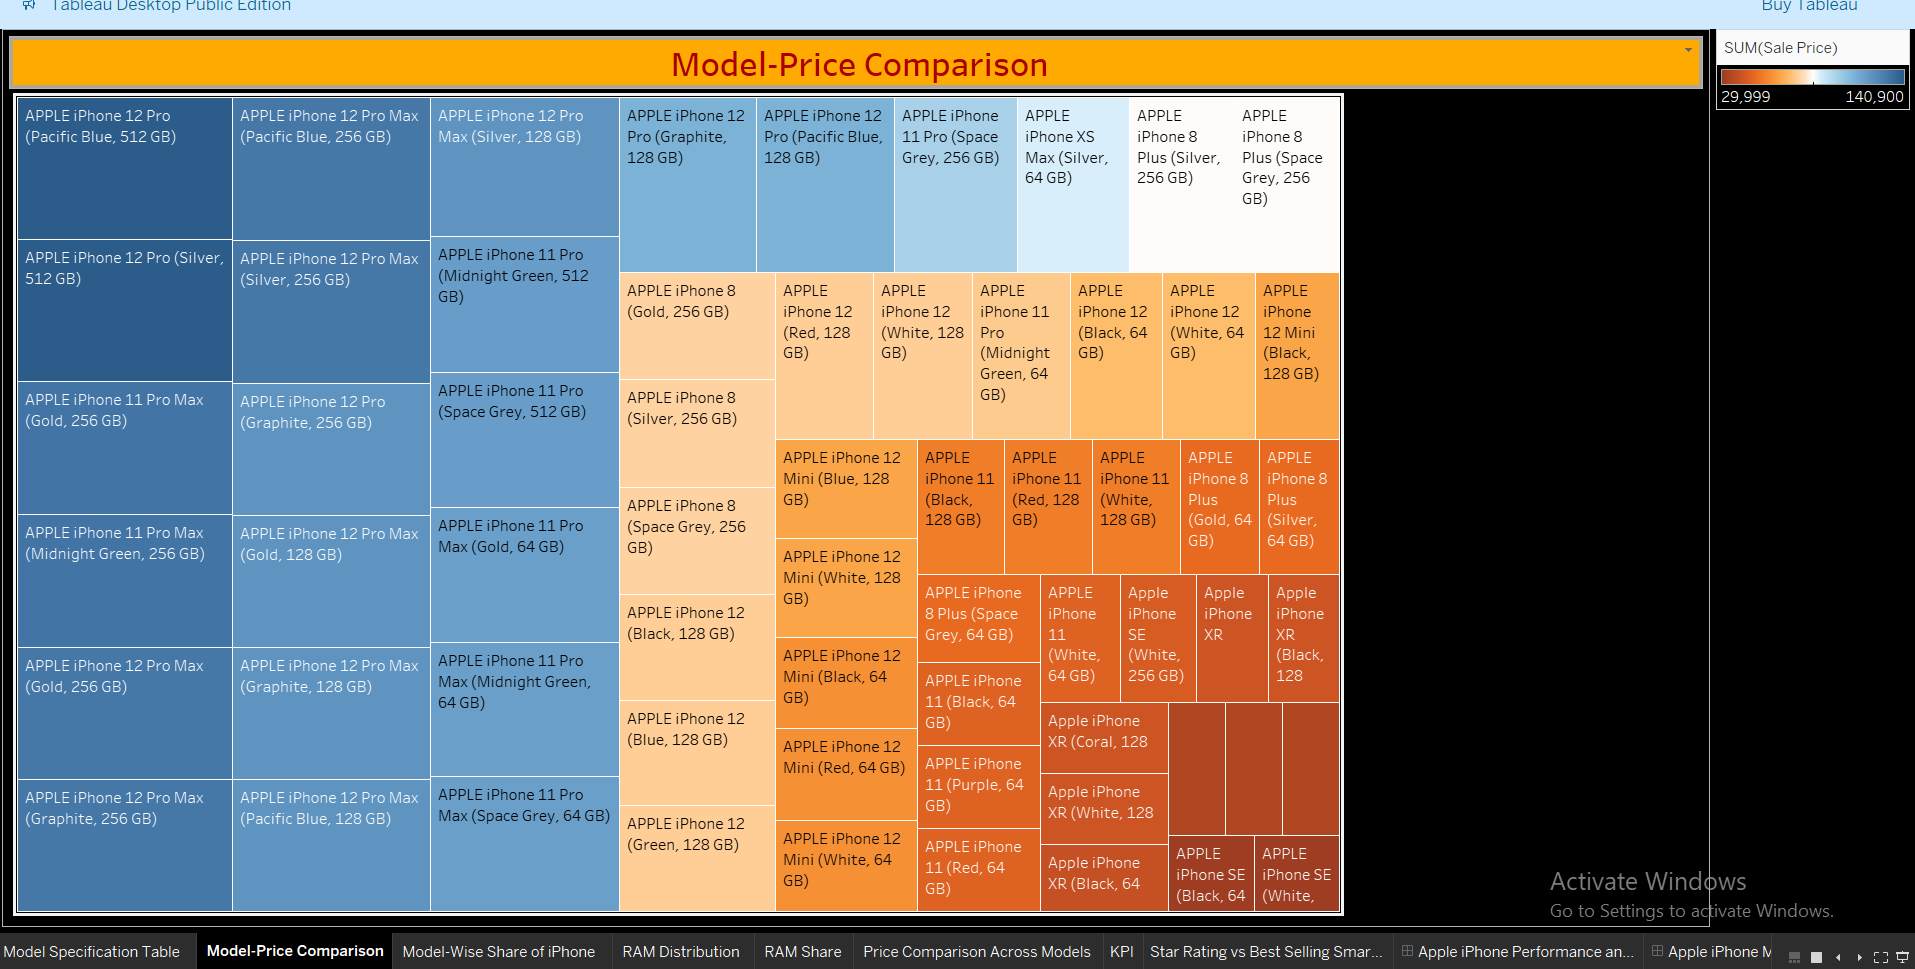 Tableau Desktop Public Edition
Buy Tableau
Model-Price Comparison
SUM(Sale Price)
29,999
140,900
APPLE iPhone 12 Pro
(Pacific Blue, 512 GB)
APPLE iPhone 12 Pro (Silver,
512 GB)
APPLE iPhone 11 Pro Max
(Gold, 256 GB)
APPLE iPhone 11 Pro Max
(Midnight Green, 256 GB)
APPLE iPhone 12 Pro Max
(Gold, 256 GB)
APPLE iPhone 12 Pro Max
(Graphite, 256 GB)
APPLE iPhone 12 Pro Max
(Pacific Blue, 256 GB)
APPLE iPhone 12 Pro Max
(Silver, 256 GB)
APPLE iPhone 12 Pro
(Graphite, 256 GB)
APPLE iPhone 12 Pro Max
(Gold, 128 GB)
APPLE iPhone 12 Pro Max
(Graphite, 128 GB)
APPLE iPhone 12 Pro Max
(Pacific Blue, 128 GB)
APPLE iPhone 12 Pro
Max (Silver, 128 GB)
APPLE iPhone 11 Pro
(Midnight Green, 512
GB)
APPLE iPhone 11 Pro
(Space Grey, 512 GB)
APPLE iPhone 11 Pro
Max (Gold, 64 GB)
APPLE iPhone 11 Pro
Max (Midnight Green,
64 GB)
APPLE iPhone 11 Pro
Max (Space Grey, 64 GB)
APPLE iPhone 12
Pro (Graphite,
128 GB)
APPLE iPhone 12
Pro (Pacific Blue,
128 GB)
APPLE iPhone
11 Pro (Space
Grey, 256 GB)
APPLE
iPhone XS
Max (Silver,
64 GB)
APPLE
iPhone 8
Plus (Silver,
256 GB)
APPLE
iPhone 8
Plus (Space
Grey, 256
GB)
APPLE iPhone 8
(Gold, 256 GB)
APPLE iPhone 8
(Silver, 256 GB)
APPLE iPhone 8
(Space Grey, 256
GB)
APPLE iPhone 12
(Black, 128 GB)
APPLE iPhone 12
(Blue, 128 GB)
APPLE iPhone 12
(Green, 128 GB)
APPLE
iPhone 12
(Red, 128
GB)
APPLE
iPhone 12
(White, 128
GB)
APPLE
iPhone 11
Pro
(Midnight
Green, 64
GB)
APPLE
iPhone 12
(Black, 64
GB)
APPLE
iPhone 12
(White, 64
GB)
APPLE
iPhone
12 Mini
(Black,
128 GB)
APPLE iPhone 12
Mini (Blue, 128
GB)
APPLE iPhone 12
Mini (White, 128
GB)
APPLE iPhone 12
Mini (Black, 64
GB)
APPLE iPhone 12
Mini (Red, 64 GB)
APPLE iPhone 12
Mini (White, 64
GB)
APPLE
iPhone 11
(Black,
128 GB)
APPLE
iPhone 11
(Red, 128
GB)
APPLE
iPhone 11
(White,
128 GB)
APPLE
iPhone 8
Plus
(Gold, 64
GB)
APPLE
iPhone 8
Plus
(Silver,
64 GB)
APPLE iPhone
8 Plus (Space
Grey, 64 GB)
APPLE iPhone
11 (Black, 64
GB)
APPLE iPhone
11 (Purple, 64
GB)
APPLE iPhone
11 (Red, 64
GB)
APPLE
iPhone
11
(White,
64 GB)
Apple
iPhone
SE
(White,
256 GB)
Apple
iPhone
XR
Apple
iPhone
XR
(Black,
128
Apple iPhone
XR (Coral, 128
Apple iPhone
XR (White, 128
Apple iPhone
XR (Black, 64
APPLE
iPhone SE
(Black, 64
APPLE
iPhone SE
(White,
Activate Windows
Go to Settings to activate Windows.
Model Specification Table
Model-Price Comparison
Model-Wise Share of iPhone
RAM Distribution
RAM Share
Price Comparison Across Models
KPI
Star Rating vs Best Selling Smar...
Apple iPhone Performance an...
Apple iPhone M